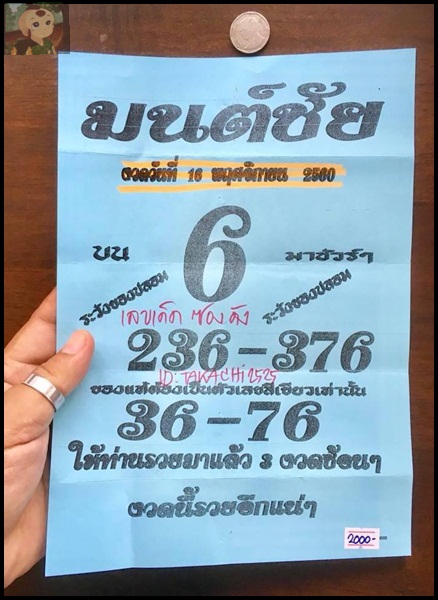 มนต์ชัย
งวดวันที่ 16 พฤศจิกายน 2560
บน 6 มาชัวร์ๆ
ระวังของปลอม ระวังของปลอม
เลขเด็ด ซองดัง
236-376
ID:TAKACHI2525
ของแท้ต้องเป็นตัวเลขสีเขียวเท่านั้น
36-76
ให้ท่านรวยมาแล้ว 3 งวดซ้อนๆ
งวดนี้รวยอีกแน่ๆ
2000-